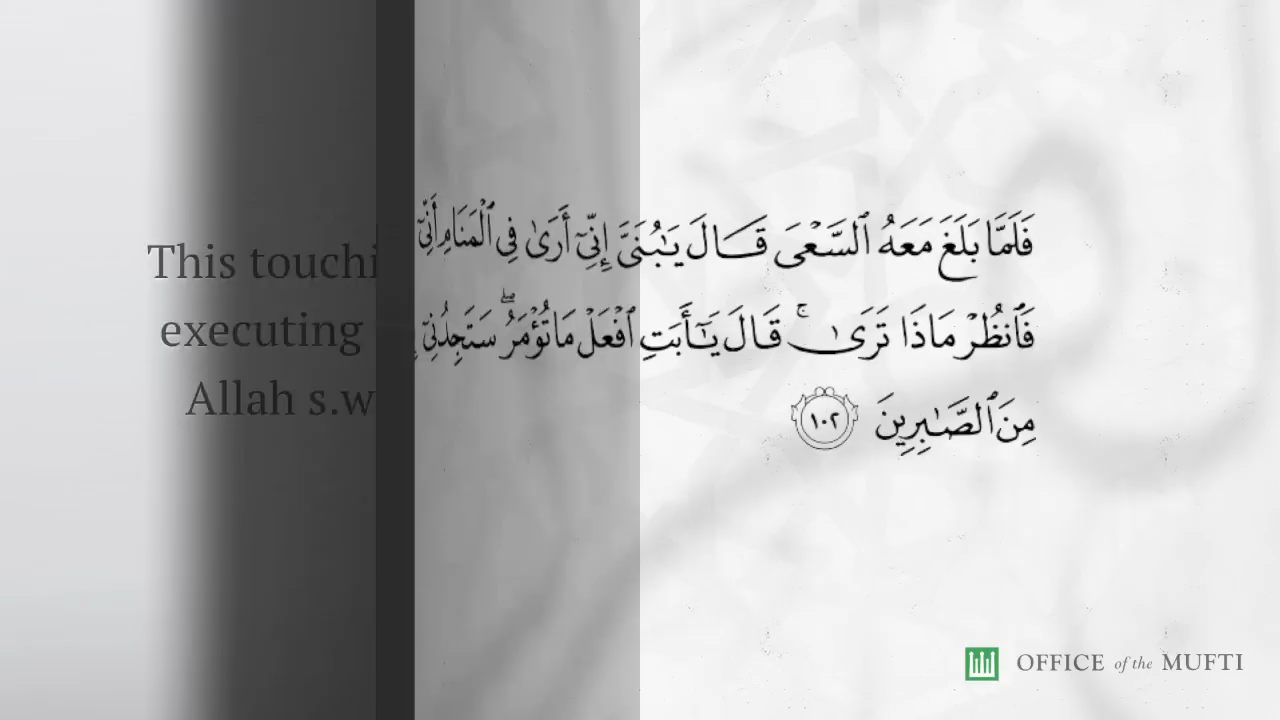 This touchi
executing
Allah s.w
فَلَمَّا بَلَغَ مَعَهُ ٱلسَّعْىَ قَالَ يَـٰبُنَىَّ إِنِّىٓ أَرَىٰ فِى ٱلْمَنَامِ أَنِّىٓ
فَٱنظُرْ مَاذَا تَرَىٰ ۚ قَالَ يَـٰٓأَبَتِ ٱفْعَلْ مَا تُؤْمَرُ ۖ سَتَجِدُنِىٓ
مِنَ ٱلصَّـٰبِرِينَ ١٠٢
OFFICE of the MUFTI